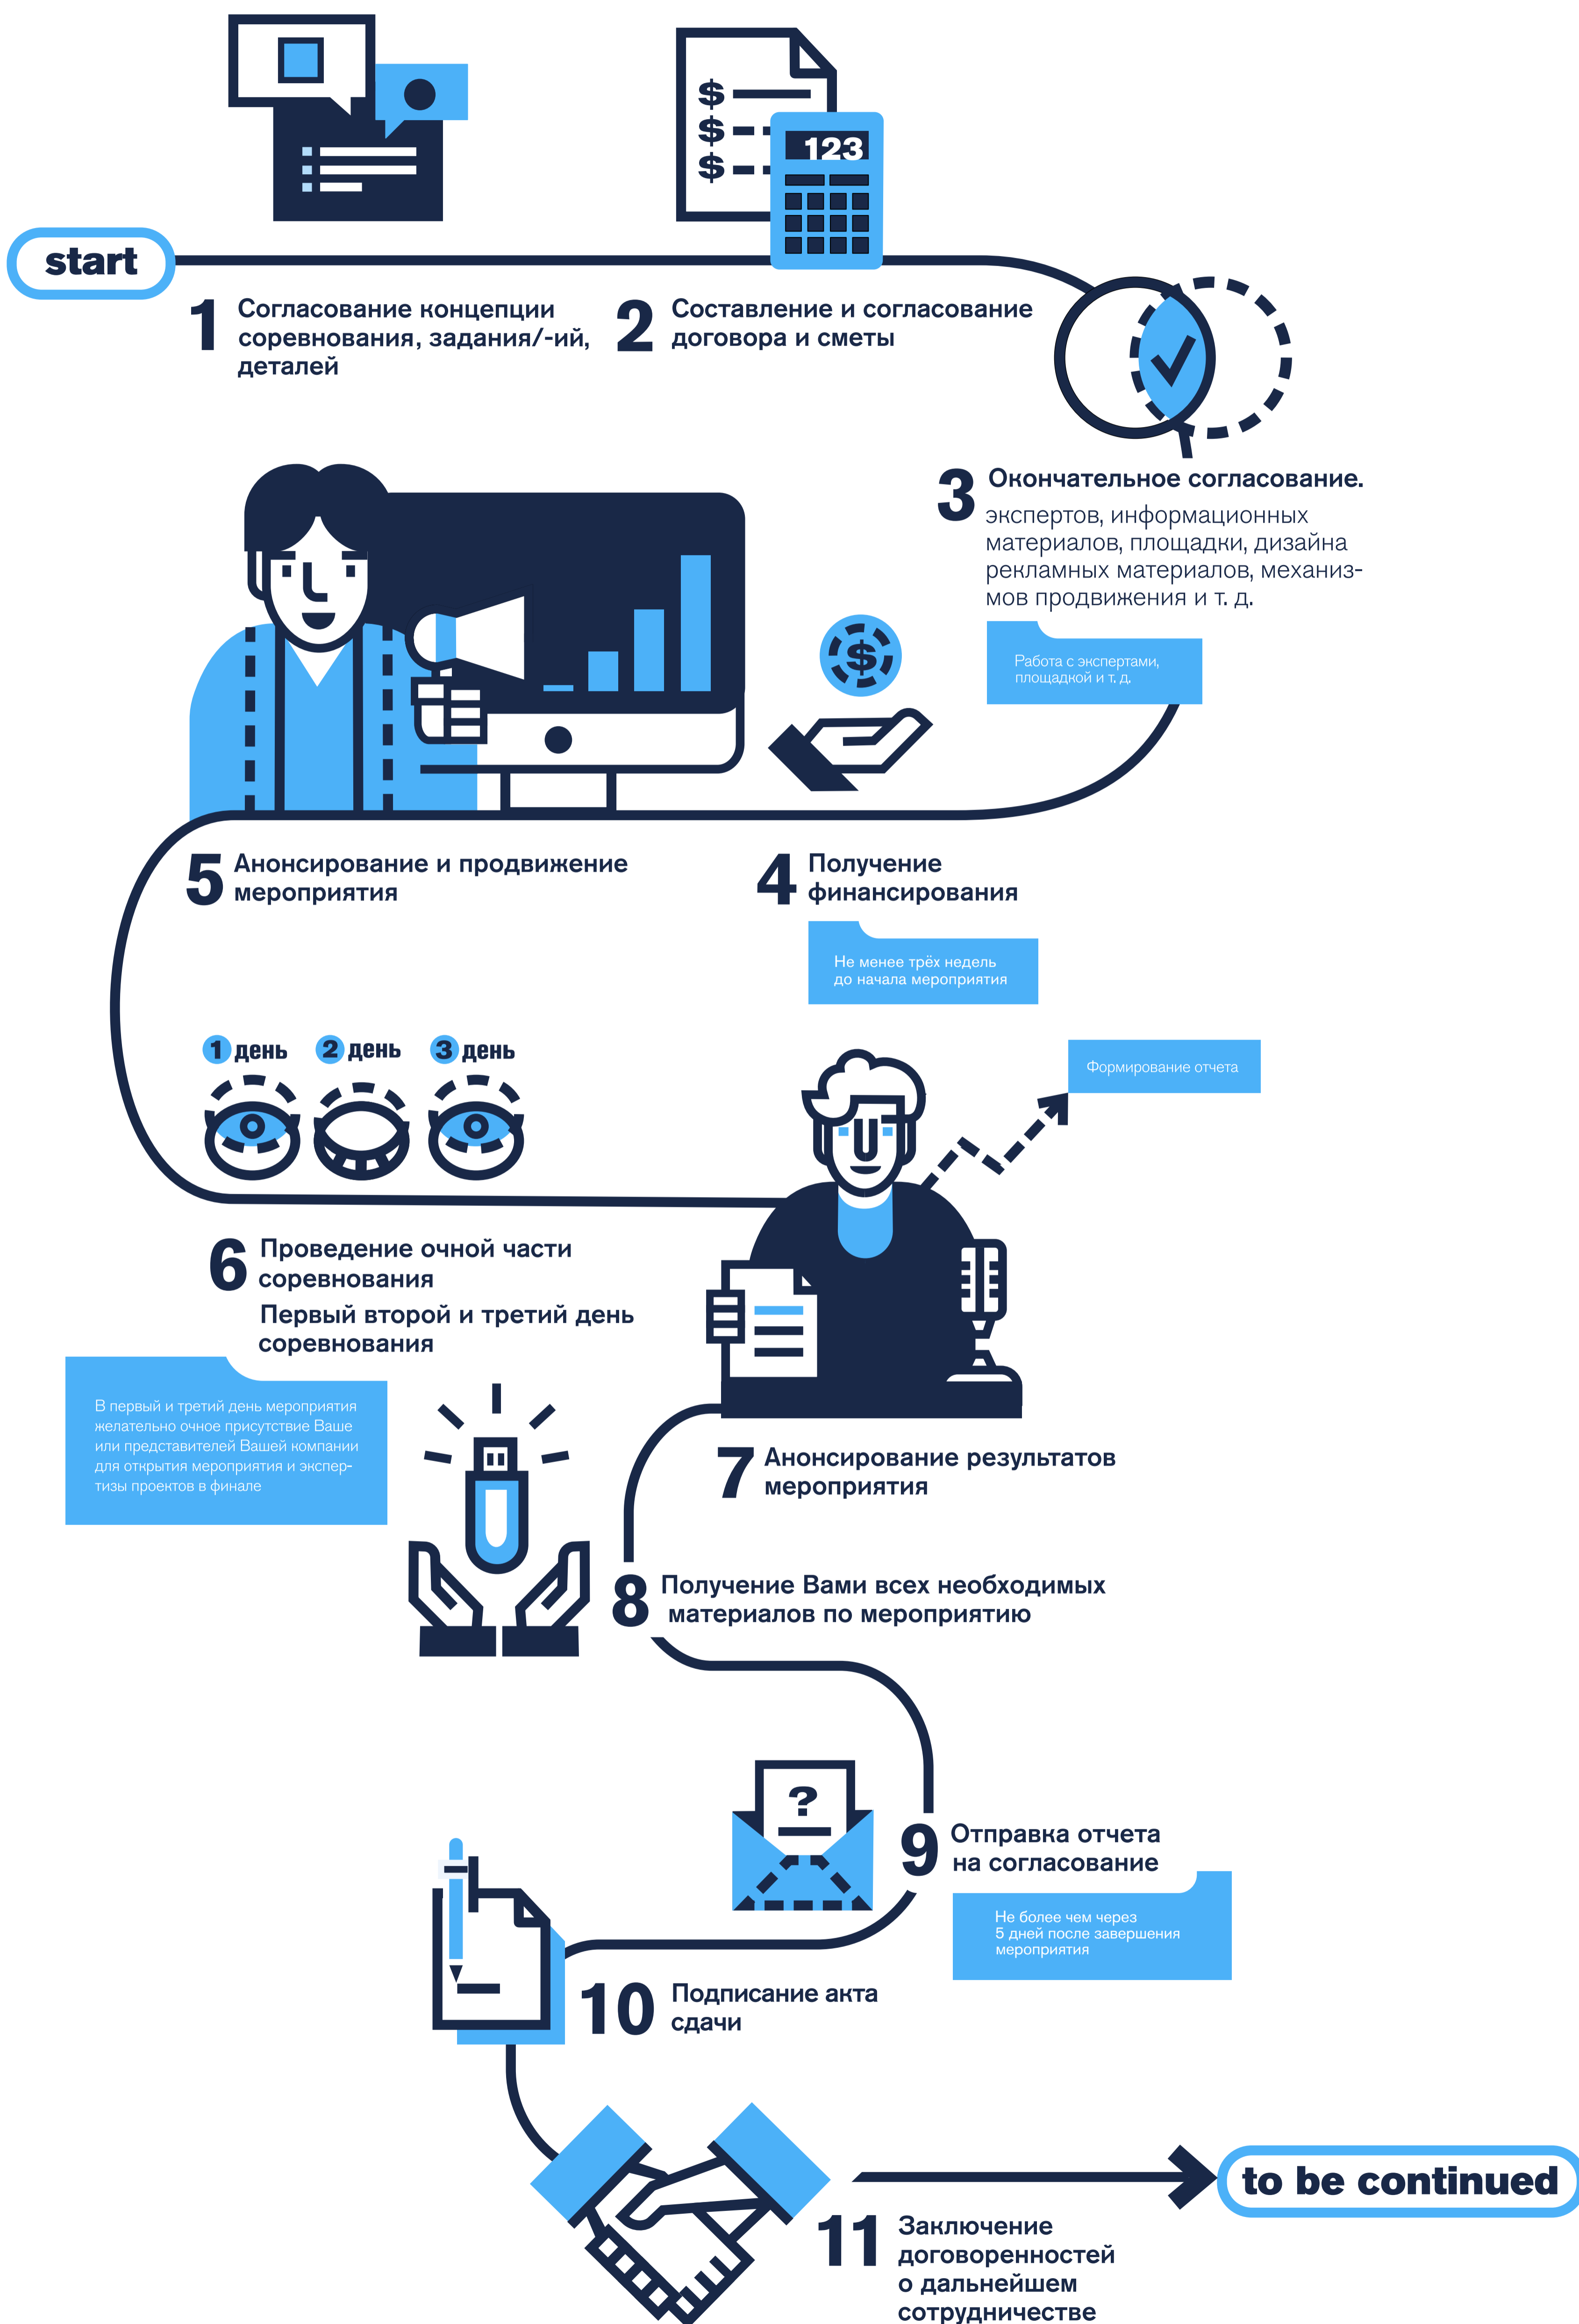 $
$
$
123
start
1
Согласование концепции
соревнования, задания/-ий,
деталей
2
Составление и согласование
договора и сметы
3
Окончательное согласование.
экспертов, информационных
материалов, площадки, дизайна
рекламных материалов, механиз-
мов продвижения и т. д.
Работа с экспертами,
площадкой и т. д.
$
5
Анонсирование и продвижение
мероприятия
4
Получение
финансирования
Не менее трёх недель
до начала мероприятия
1 день
2 день
3 день
Формирование отчета
6
Проведение очной части
соревнования
Первый второй и третий день
соревнования
В первый и третий день мероприятия
желательно очное присутствие Ваше
или представителей Вашей компании
для открытия мероприятия и экспер-
тизы проектов в финале
7
Анонсирование результатов
мероприятия
8
Получение Вами всех необходимых
материалов по мероприятию
?
9
Отправка отчета
на согласование
Не более чем через
5 дней после завершения
мероприятия
10
Подписание акта
сдачи
to be continued
11
Заключение
договоренностей
о дальнейшем
сотрудничестве